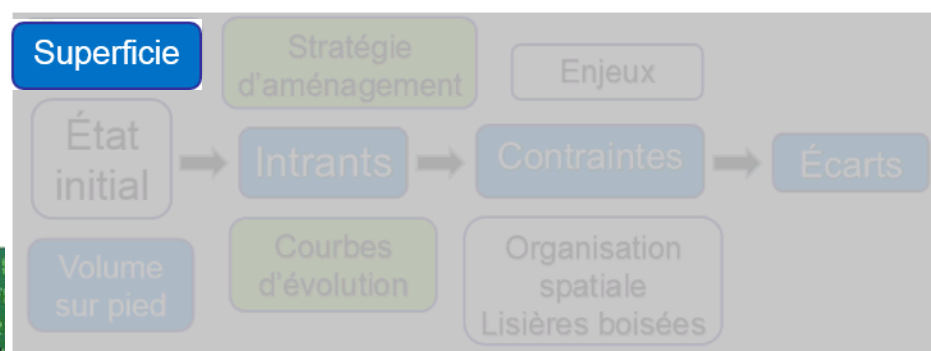 Superficie
Stratégie
d'aménagement
Enjeux
État
initial
Intrants
Contraintes
Écarts
Volume
sur pied
Courbes
d'évolution
Organisation
spatiale
Lisières boisées